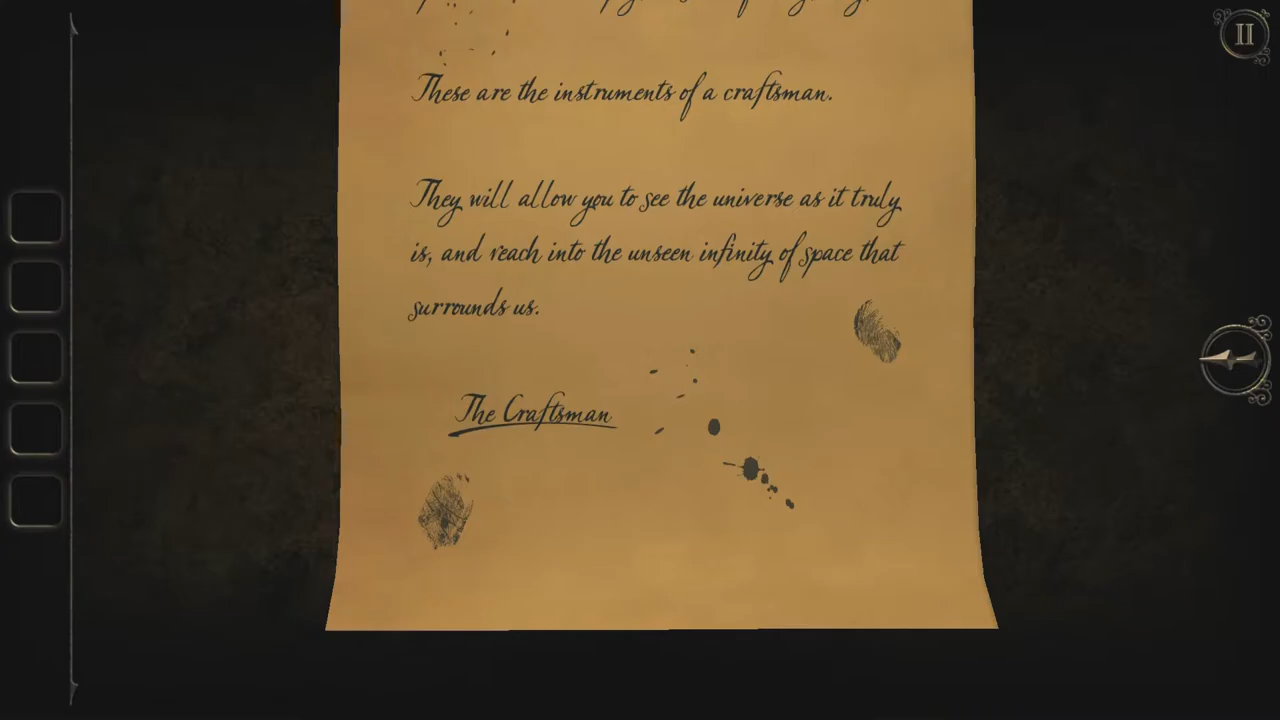 These are the instruments of a craftsman.
They will allow you to see the universe as it truly
is, and reach into the unseen infinity of space that
surrounds us.
The Craftsman
II